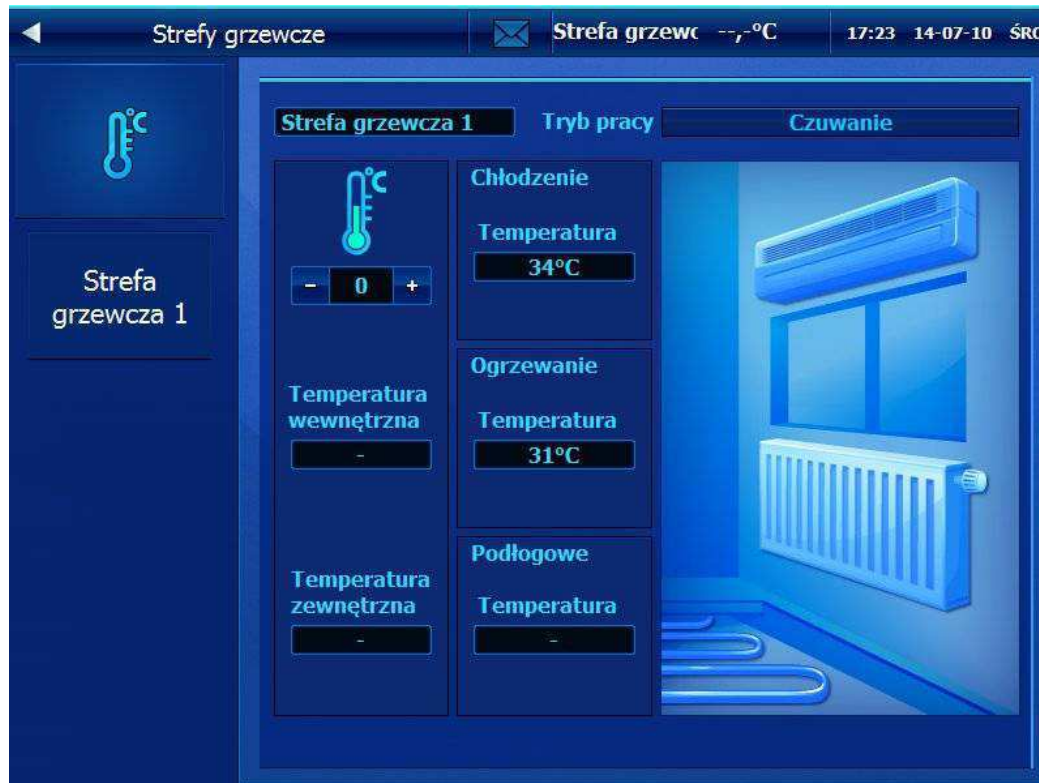 Strefy grzewcze
Strefa grzewc --,-°C
17:23 14-07-10 ŚRO
°C
Strefa
grzewcza 1
Strefa grzewcza 1
Tryb pracy
Czuwanie
°C
- 0 +
Temperatura
wewnętrzna
-
Temperatura
zewnętrzna
-
Chłodzenie
Temperatura
34°C
Ogrzewanie
Temperatura
31°C
Podłogowe
Temperatura
-